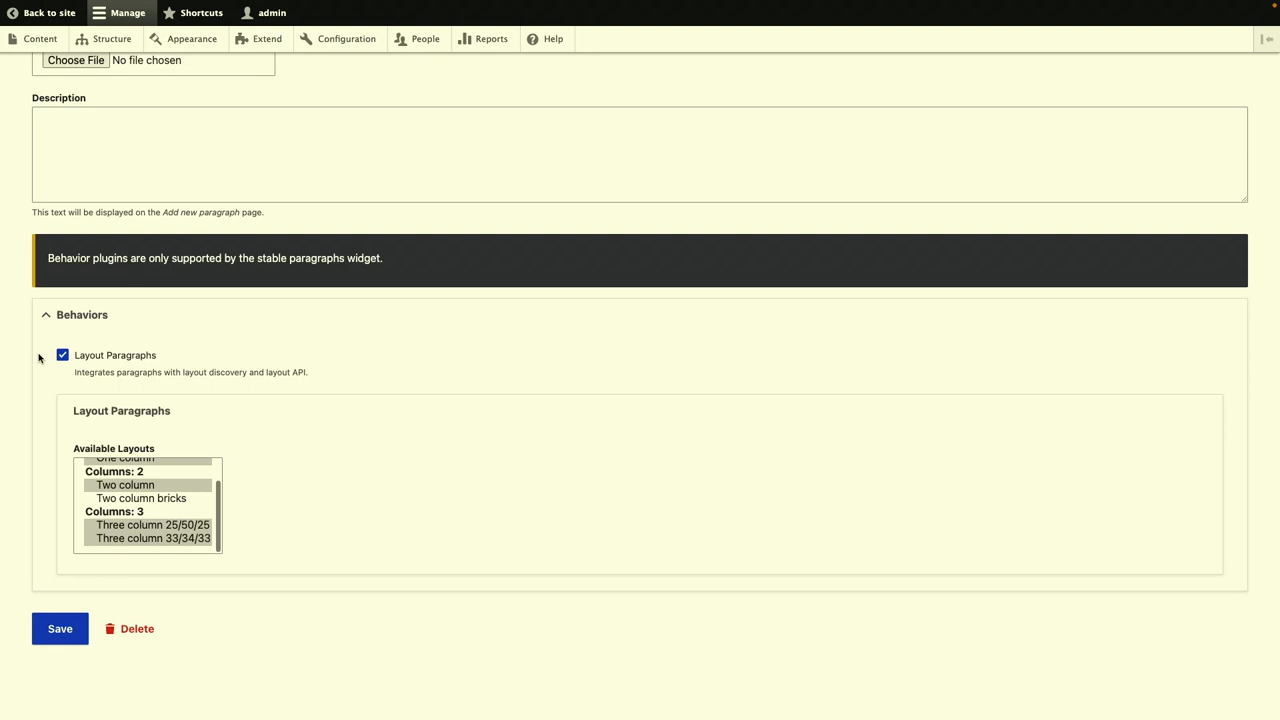 Back to site Manage Shortcuts admin
Content Structure Appearance Extend Configuration People Reports Help
Choose File No file chosen
Description
This text will be displayed on the Add new paragraph page.
Behavior plugins are only supported by the stable paragraphs widget.
Behaviors
Layout Paragraphs
Integrates paragraphs with layout discovery and layout API.
Layout Paragraphs
Available Layouts
One column
Columns: 2
Two column
Two column bricks
Columns: 3
Three column 25/50/25
Three column 33/34/33
Save Delete